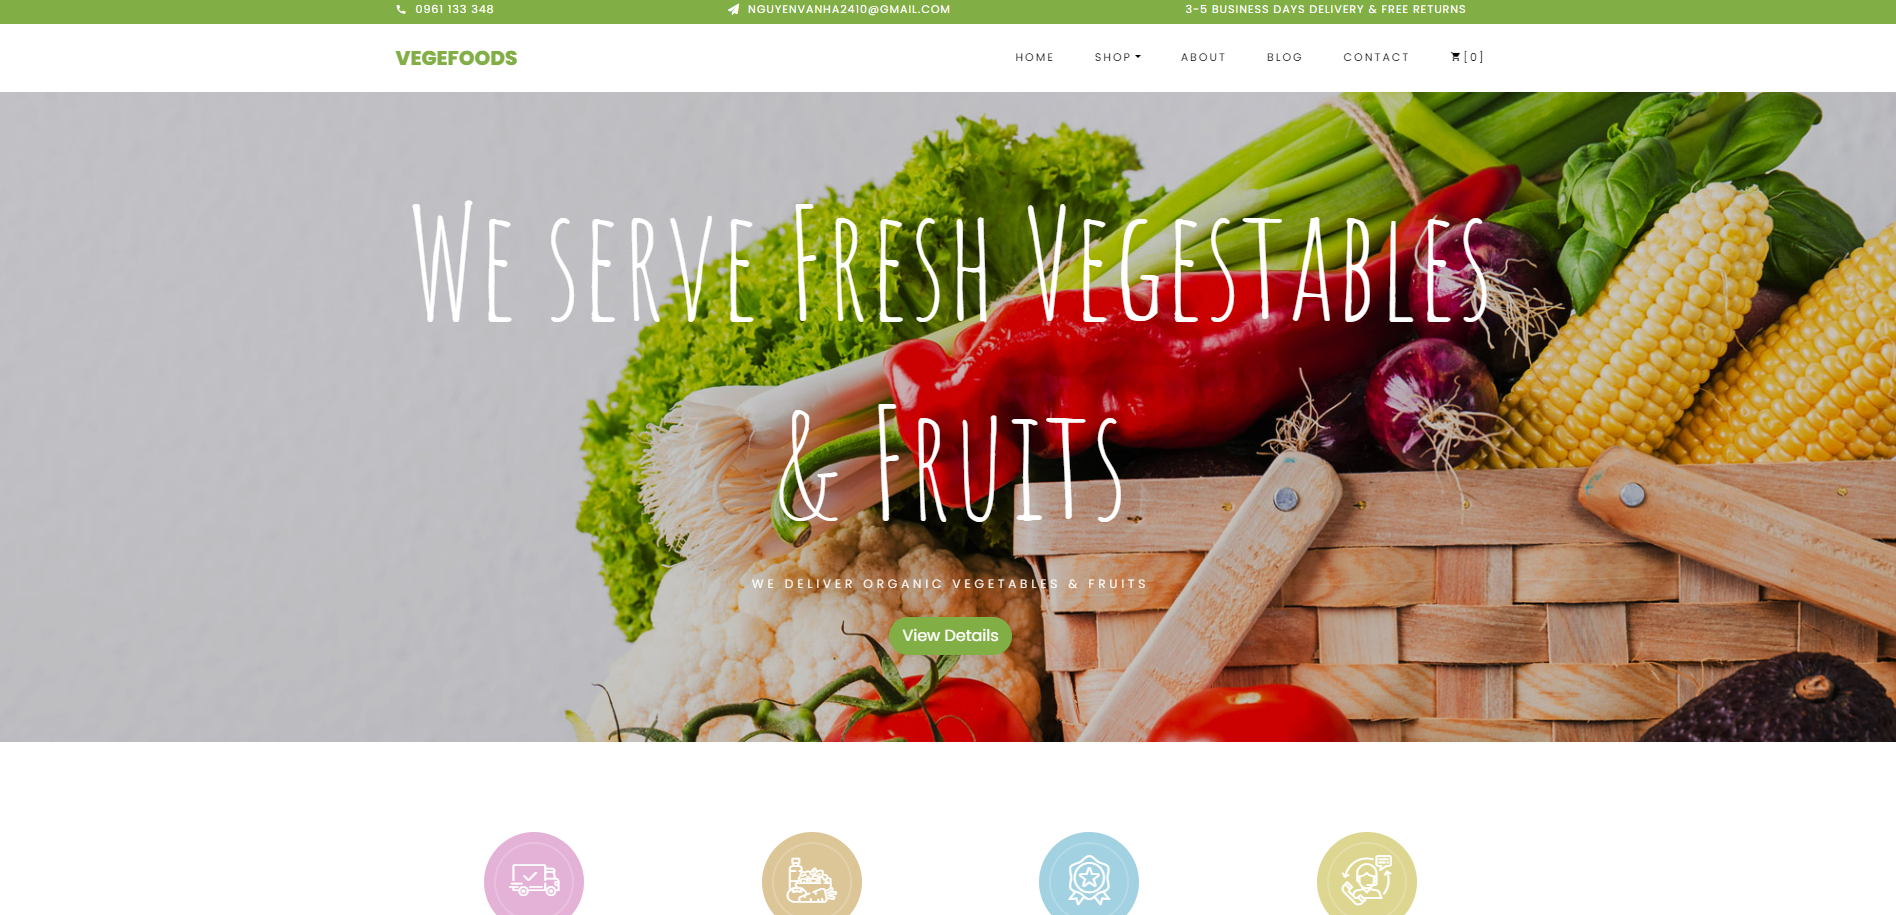 0961 133 348
NGUYENVANHA2410@GMAIL.COM
3-5 BUSINESS DAYS DELIVERY & FREE RETURNS
VEGEFOODS
HOME
SHOP
ABOUT
BLOG
CONTACT
[0]
WE SERVE FRESH VEGESTABLES
& FRUITS
WE DELIVER ORGANIC VEGETABLES & FRUITS
View Details